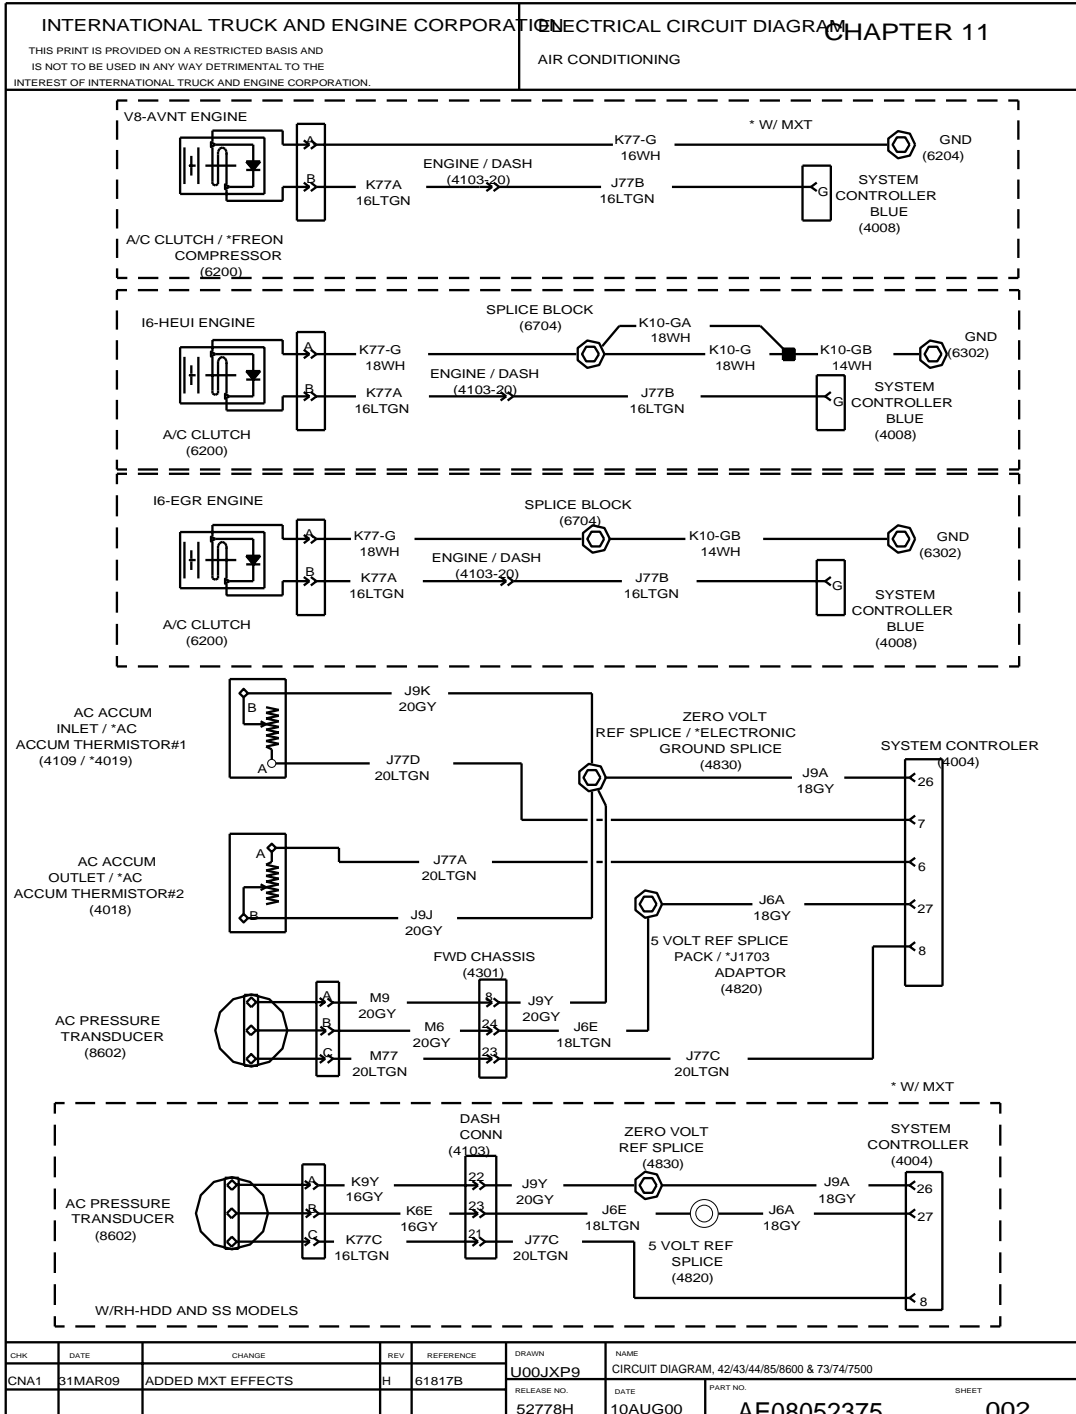 INTERNATIONAL TRUCK AND ENGINE CORPORATION
THIS PRINT IS PROVIDED ON A RESTRICTED BASIS AND
IS NOT TO BE USED IN ANY WAY DETRIMENTAL TO THE
INTEREST OF INTERNATIONAL TRUCK AND ENGINE CORPORATION.
ELECTRICAL CIRCUIT DIAGRAM
CHAPTER 11
AIR CONDITIONING
V8-AVNT ENGINE
* W/ MXT
A
K77-G
16WH
GND
(6204)
ENGINE / DASH
(4103-20)
B
K77A
16LTGN
J77B
16LTGN
G
SYSTEM
CONTROLLER
BLUE
(4008)
A/C CLUTCH / *FREON
COMPRESSOR
(6200)
I6-HEUI ENGINE
SPLICE BLOCK
(6704)
K10-GA
18WH
A
K77-G
18WH
K10-G
18WH
K10-GB
14WH
GND
(6302)
ENGINE / DASH
(4103-20)
B
K77A
16LTGN
J77B
16LTGN
G
SYSTEM
CONTROLLER
BLUE
(4008)
A/C CLUTCH
(6200)
I6-EGR ENGINE
SPLICE BLOCK
(6704)
A
K77-G
18WH
K10-GB
14WH
GND
(6302)
ENGINE / DASH
(4103-20)
B
K77A
16LTGN
J77B
16LTGN
G
SYSTEM
CONTROLLER
BLUE
(4008)
A/C CLUTCH
(6200)
AC ACCUM
INLET / *AC
ACCUM THERMISTOR#1
(4109 / *4019)
B
A
J9K
20GY
J77D
20LTGN
ZERO VOLT
REF SPLICE / *ELECTRONIC
GROUND SPLICE
(4830)
J9A
18GY
SYSTEM CONTROLER
(4004)
26
7
6
27
8
AC ACCUM
OUTLET / *AC
ACCUM THERMISTOR#2
(4018)
A
B
J77A
20LTGN
J9J
20GY
J6A
18GY
5 VOLT REF SPLICE
PACK / *J1703
ADAPTOR
(4820)
FWD CHASSIS
(4301)
AC PRESSURE
TRANSDUCER
(8602)
A
M9
20GY
8
J9Y
20GY
B
M6
20GY
24
J6E
18LTGN
C
M77
20LTGN
23
J77C
20LTGN
* W/ MXT
DASH
CONN
(4103)
ZERO VOLT
REF SPLICE
(4830)
SYSTEM
CONTROLLER
(4004)
AC PRESSURE
TRANSDUCER
(8602)
A
K9Y
16GY
22
J9Y
20GY
J9A
18GY
26
B
K6E
16GY
23
J6E
18LTGN
J6A
18GY
27
C
K77C
16LTGN
21
J77C
20LTGN
5 VOLT REF
SPLICE
(4820)
8
W/RH-HDD AND SS MODELS
CHK DATE CHANGE REV REFERENCE
CNA1 31MAR09 ADDED MXT EFFECTS H 61817B
DRAWN
U00JXP9
NAME
CIRCUIT DIAGRAM, 42/43/44/85/8600 & 73/74/7500
RELEASE NO.
52778H
DATE
10AUG00
PART NO.
AE08052375
SHEET
002